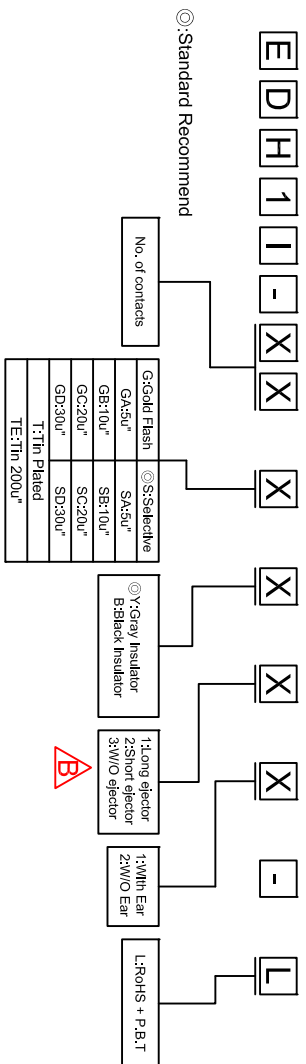 E D H 1 I - X X X X X X - L
◎:Standard Recommend
No. of contacts
G:Gold Flash ◎S:Selective
GA:5u" SA:5u"
GB:10u" SB:10u"
GC:20u" SC:20u"
GD:30u" SD:30u"
T:Tin Plated
TE:Tin 200u"
◎Y:Gray Insulator
B:Black Insulator
1:Long ejector
2:Short ejector
3:W/O ejector
B
1:With Ear
2:W/O Ear
L:RoHS + P.B.T